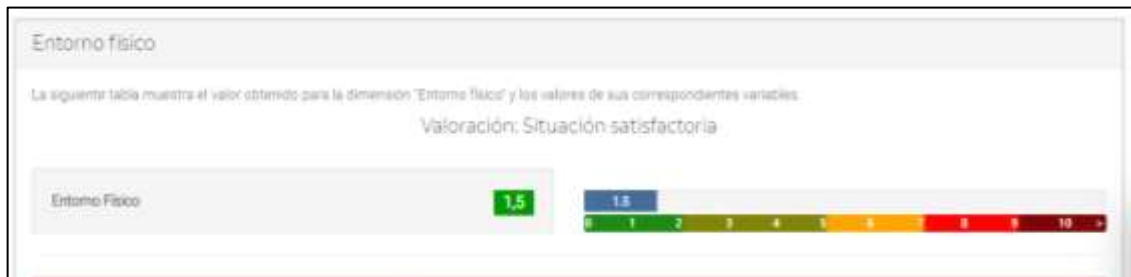 Entorno físico
La siguiente tabla muestra el valor obtenido para la dimensión "Entorno físico" y los valores de sus correspondientes variables.
Valoración: Situación satisfactoria
Entorno Físico 1,5 1.5
0 1 2 3 4 5 6 7 8 9 10 >